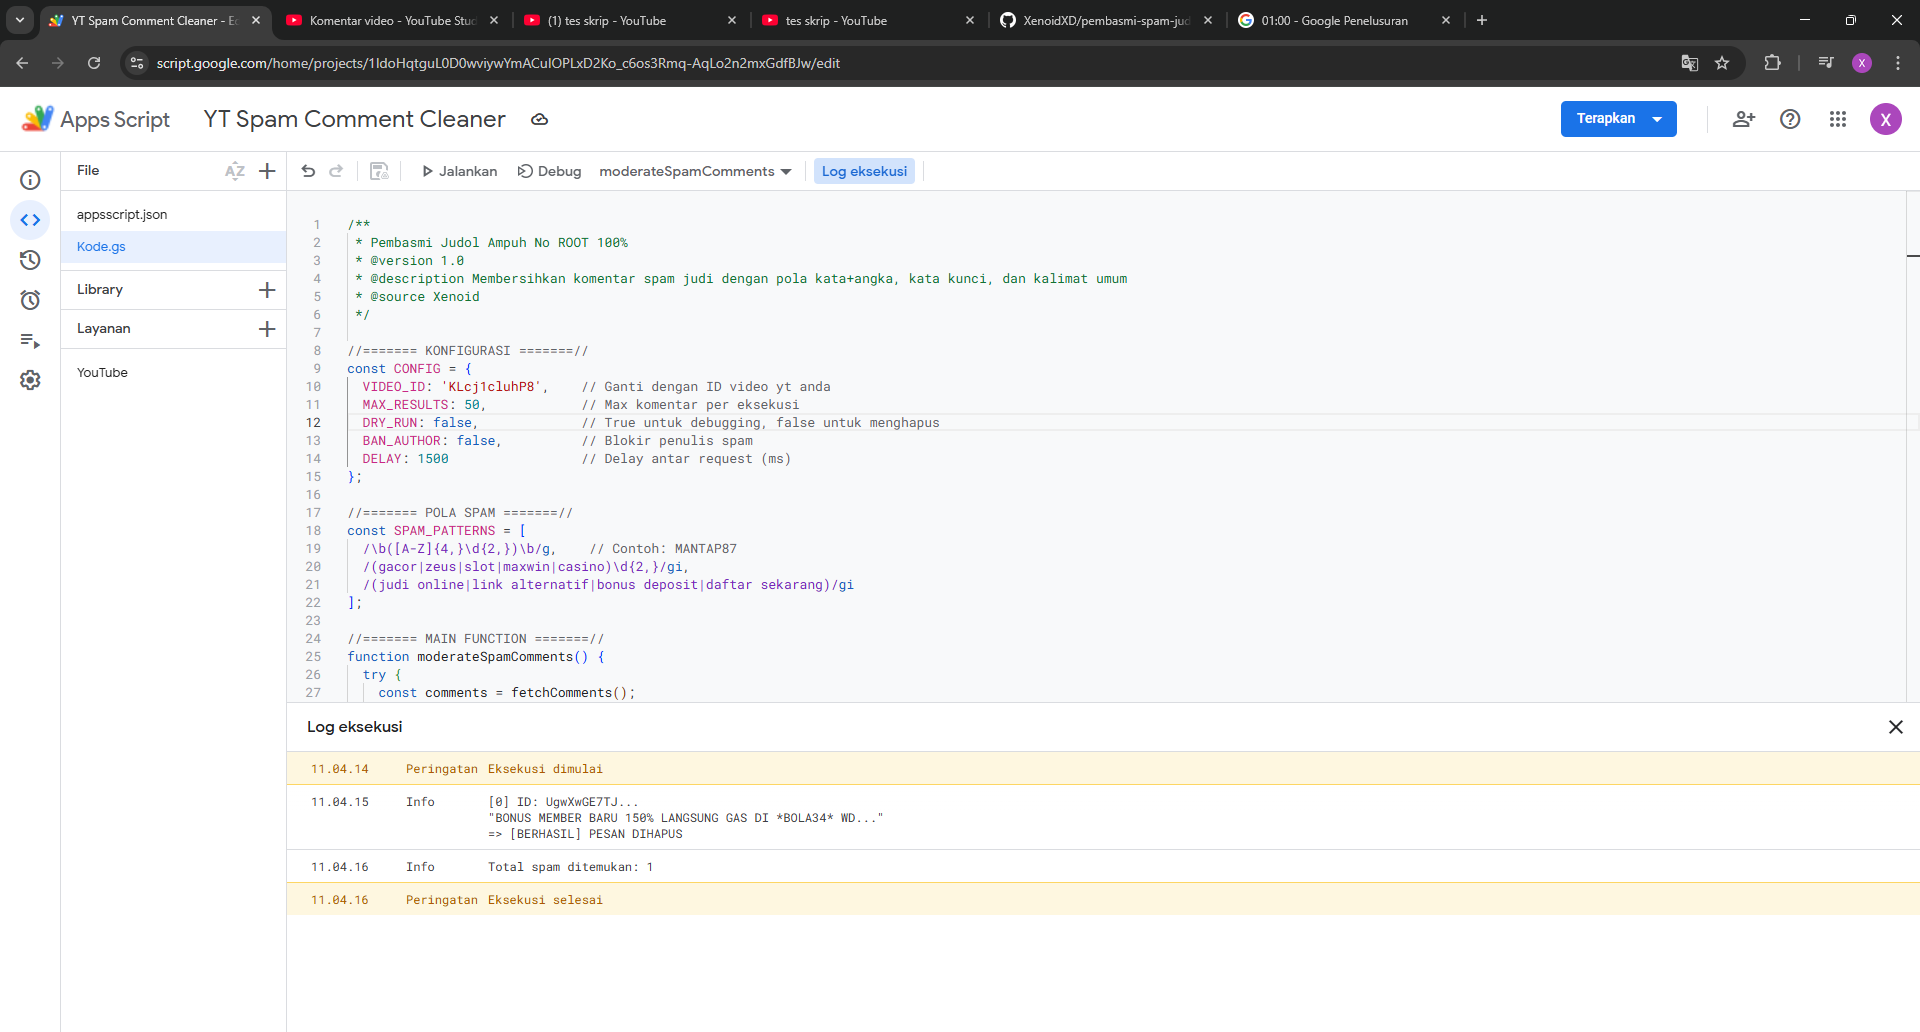 YT Spam Comment Cleaner - Ed
Komentar video - YouTube Stud
(1) tes skrip - YouTube
tes skrip - YouTube
XenoidXD/pembasmi-spam-jud
01:00 - Google Penelusuran
script.google.com/home/projects/1IdoHqtguL0D0wviywYmACuIOPLxD2Ko_c6os3Rmq-AqLo2n2mxGdfBJw/edit
X
Apps Script
YT Spam Comment Cleaner
Terapkan
X
File
AZ
Jalankan
Debug
moderateSpamComments
Log eksekusi
appsscript.json
Kode.gs
Library
Layanan
YouTube
1 /**
2 * Pembasmi Judol Ampuh No ROOT 100%
3 * @version 1.0
4 * @description Membersihkan komentar spam judi dengan pola kata+angka, kata kunci, dan kalimat umum
5 * @source Xenoid
6 */
7
8 //======= KONFIGURASI =======//
9 const CONFIG = {
10 VIDEO_ID: 'KLcj1cluhP8', // Ganti dengan ID video yt anda
11 MAX_RESULTS: 50, // Max komentar per eksekusi
12 DRY_RUN: false, // True untuk debugging, false untuk menghapus
13 BAN_AUTHOR: false, // Blokir penulis spam
14 DELAY: 1500 // Delay antar request (ms)
15 };
16
17 //======= POLA SPAM =======//
18 const SPAM_PATTERNS = [
19 /\b([A-Z]{4,}\d{2,})\b/g, // Contoh: MANTAP87
20 /(gacor|zeus|slot|maxwin|casino)\d{2,}/gi,
21 /(judi online|link alternatif|bonus deposit|daftar sekarang)/gi
22 ];
23
24 //======= MAIN FUNCTION =======//
25 function moderateSpamComments() {
26 try {
27 const comments = fetchComments();
Log eksekusi
11.04.14 Peringatan Eksekusi dimulai
11.04.15 Info [0] ID: UgwXwGE7TJ...
"BONUS MEMBER BARU 150% LANGSUNG GAS DI *BOLA34* WD..."
=> [BERHASIL] PESAN DIHAPUS
11.04.16 Info Total spam ditemukan: 1
11.04.16 Peringatan Eksekusi selesai